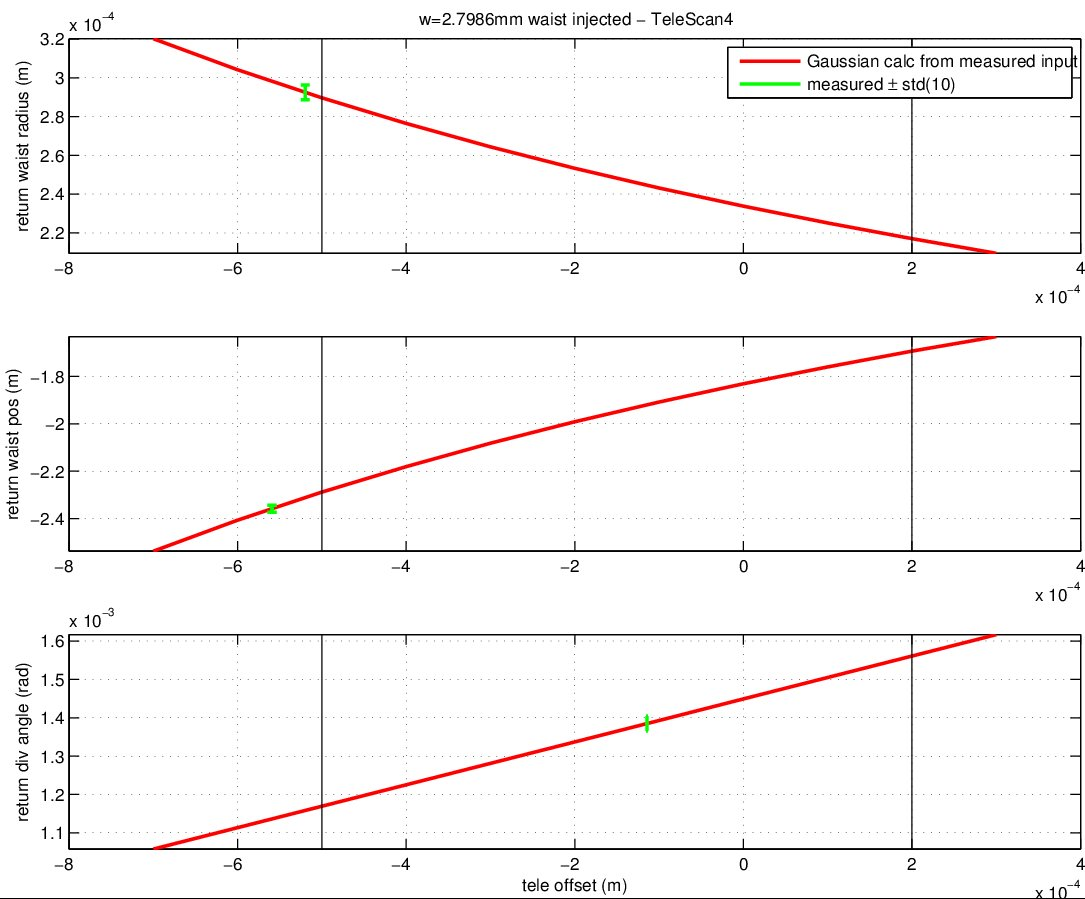 w=2.7986mm waist injected − TeleScan4
x 10⁻⁴
3.2
3
2.8
2.6
2.4
2.2
return waist radius (m)
Gaussian calc from measured input
measured ± std(10)
−8 −6 −4 −2 0 2 4
x 10⁻⁴
−1.8
−2
−2.2
−2.4
return waist pos (m)
−8 −6 −4 −2 0 2 4
x 10⁻⁴
x 10⁻³
1.6
1.5
1.4
1.3
1.2
1.1
return div angle (rad)
−8 −6 −4 −2 0 2 4
tele offset (m)
x 10⁻⁴